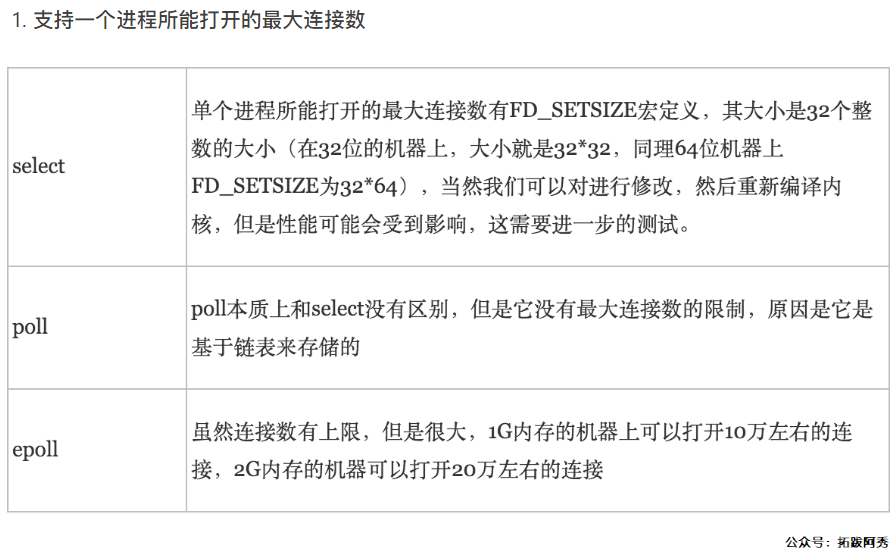 1. 支持一个进程所能打开的最大连接数
单个进程所能打开的最大连接数有FD_SETSIZE宏定义，其大小是32个整
数的大小（在32位的机器上，大小就是32*32，同理64位机器上
select
FD_SETSIZE为32*64），当然我们可以对进行修改，然后重新编译内
核，但是性能可能会受到影响，这需要进一步的测试。
poll本质上和select没有区别，但是它没有最大连接数的限制，原因是它是
poll
基于链表来存储的
虽然连接数有上限，但是很大，1G内存的机器上可以打开10万左右的连
epoll
接，2G内存的机器可以打开20万左右的连接
公众号：拓跋阿秀